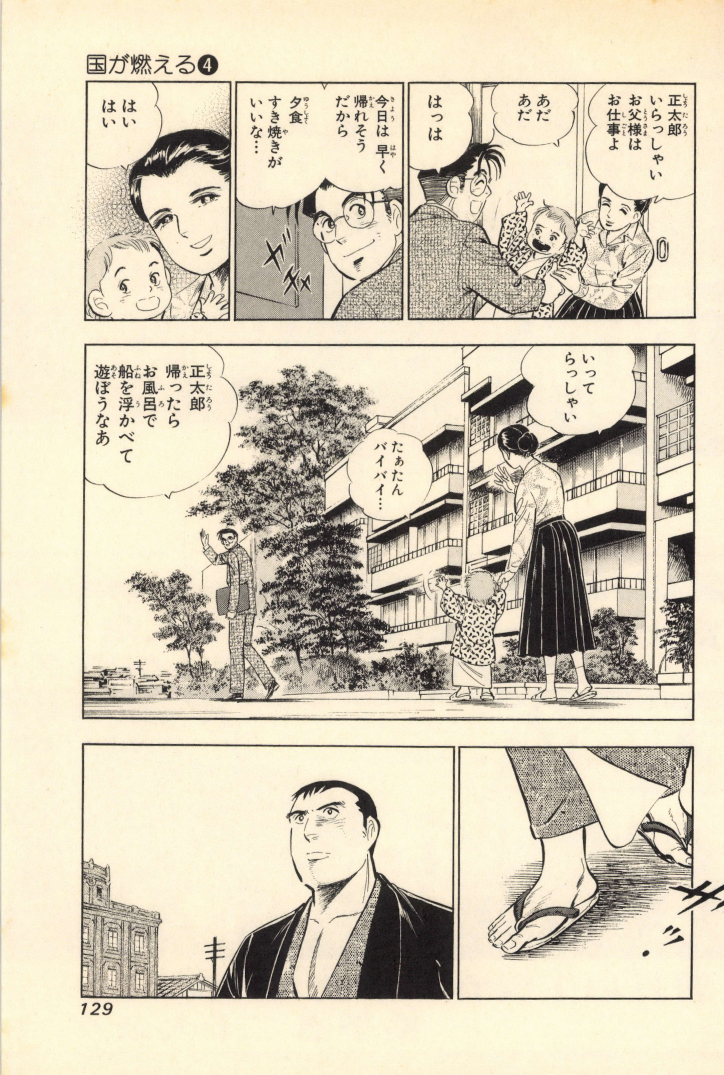 国が燃える❹
正太郎
いらっしゃい
お父様は
お仕事よ
あだ
あだ
はっは
今日は早く
帰れそう
だから
夕食
すき焼きが
いいな…
ガチャ
はい
はい
いって
らっしゃい
たぁたん
バイバイ…
正太郎
帰ったら
お風呂で
船を浮かべて
遊ぼうなあ
129